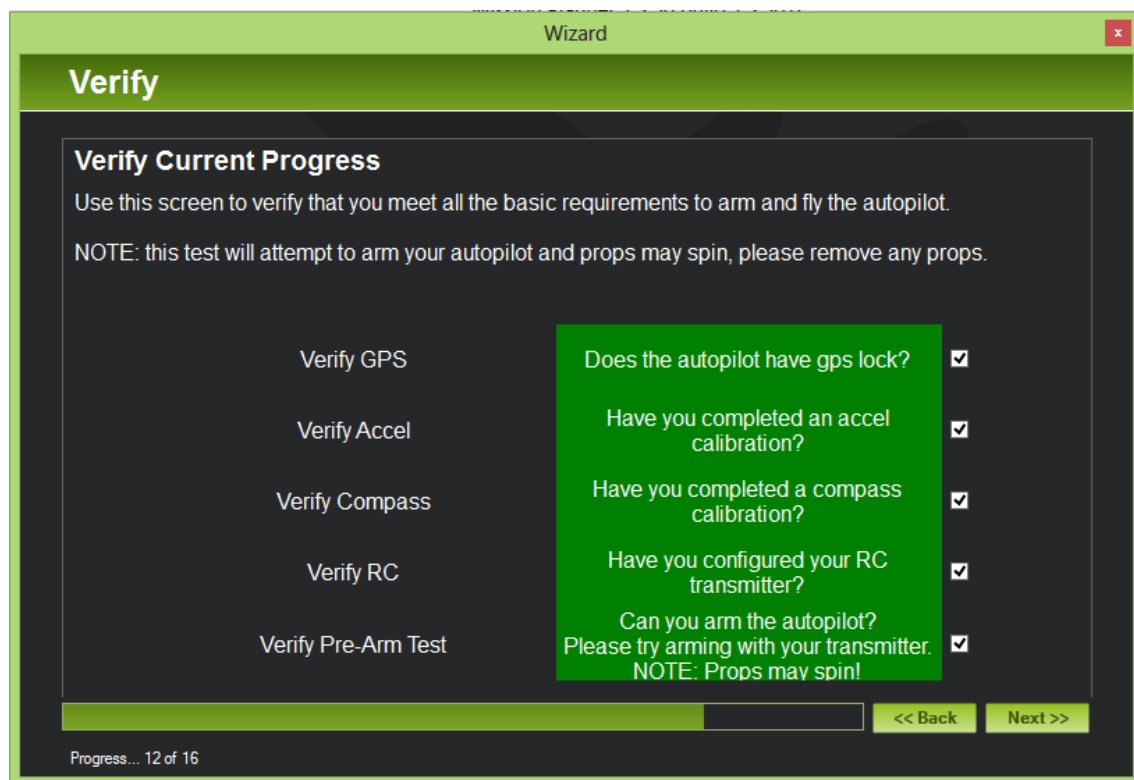 Wizard
x
Verify
Verify Current Progress
Use this screen to verify that you meet all the basic requirements to arm and fly the autopilot.
NOTE: this test will attempt to arm your autopilot and props may spin, please remove any props.
Verify GPS
Does the autopilot have gps lock?
Verify Accel
Have you completed an accel
calibration?
Verify Compass
Have you completed a compass
calibration?
Verify RC
Have you configured your RC
transmitter?
Verify Pre-Arm Test
Can you arm the autopilot?
Please try arming with your transmitter.
NOTE: Props may spin!
<< Back
Next >>
Progress... 12 of 16